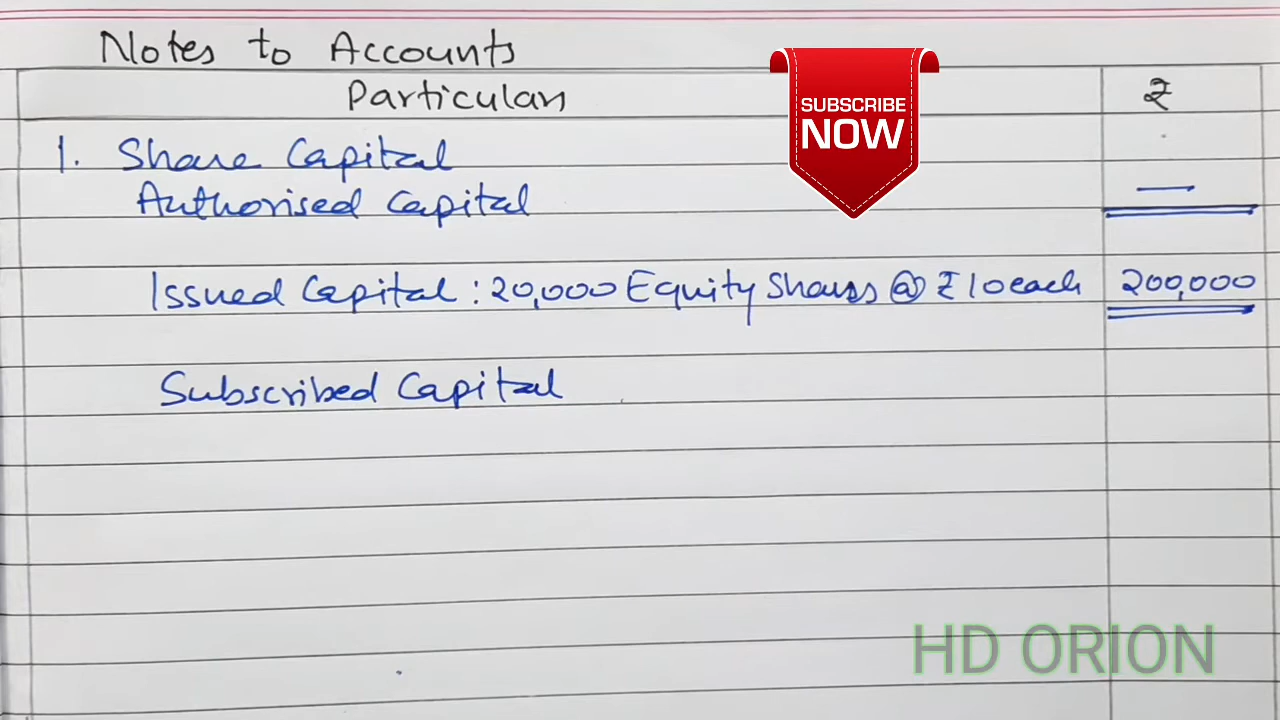 Notes to Accounts
Particulars ₹
1. Share Capital
Authorised Capital —
Issued Capital : 20,000 Equity Shares @ ₹ 10 each 200,000
Subscribed Capital
SUBSCRIBE
NOW
HD ORION